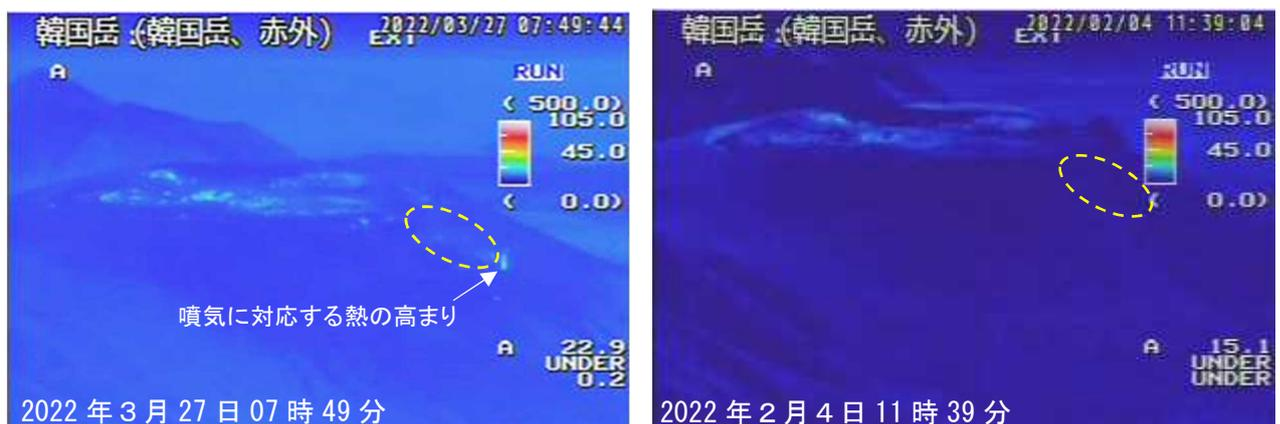 韓国岳 :(韓国岳、赤外)
EXT 2022/03/27 07:49:44
A
RUN
( 500.0)
105.0
45.0
( 0.0)
噴気に対応する熱の高まり
A 22.9
UNDER
0.2
2022 年3月 27 日 07 時 49 分
韓国岳 :(韓国岳、赤外)
EXT 2022/02/04 11:39:04
A
RUN
( 500.0)
105.0
45.0
( 0.0)
A 15.1
UNDER
UNDER
2022 年2月4日 11 時 39 分